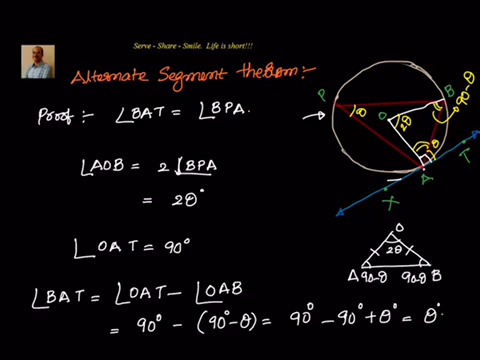 Serve - Share - Smile. Life is short!!!
Alternate Segment theorem:-
Proof :- ∠BAT = ∠BPA.
∠AOB = 2∠BPA
= 2θ°
∠OAT = 90°
∠BAT = ∠OAT - ∠OAB
= 90° - (90°-θ) = 90° - 90° + θ° = θ°.
P
B
90-θ
θ
O
2θ
θ
T
A
X
O
2θ
A 90-θ 90-θ B